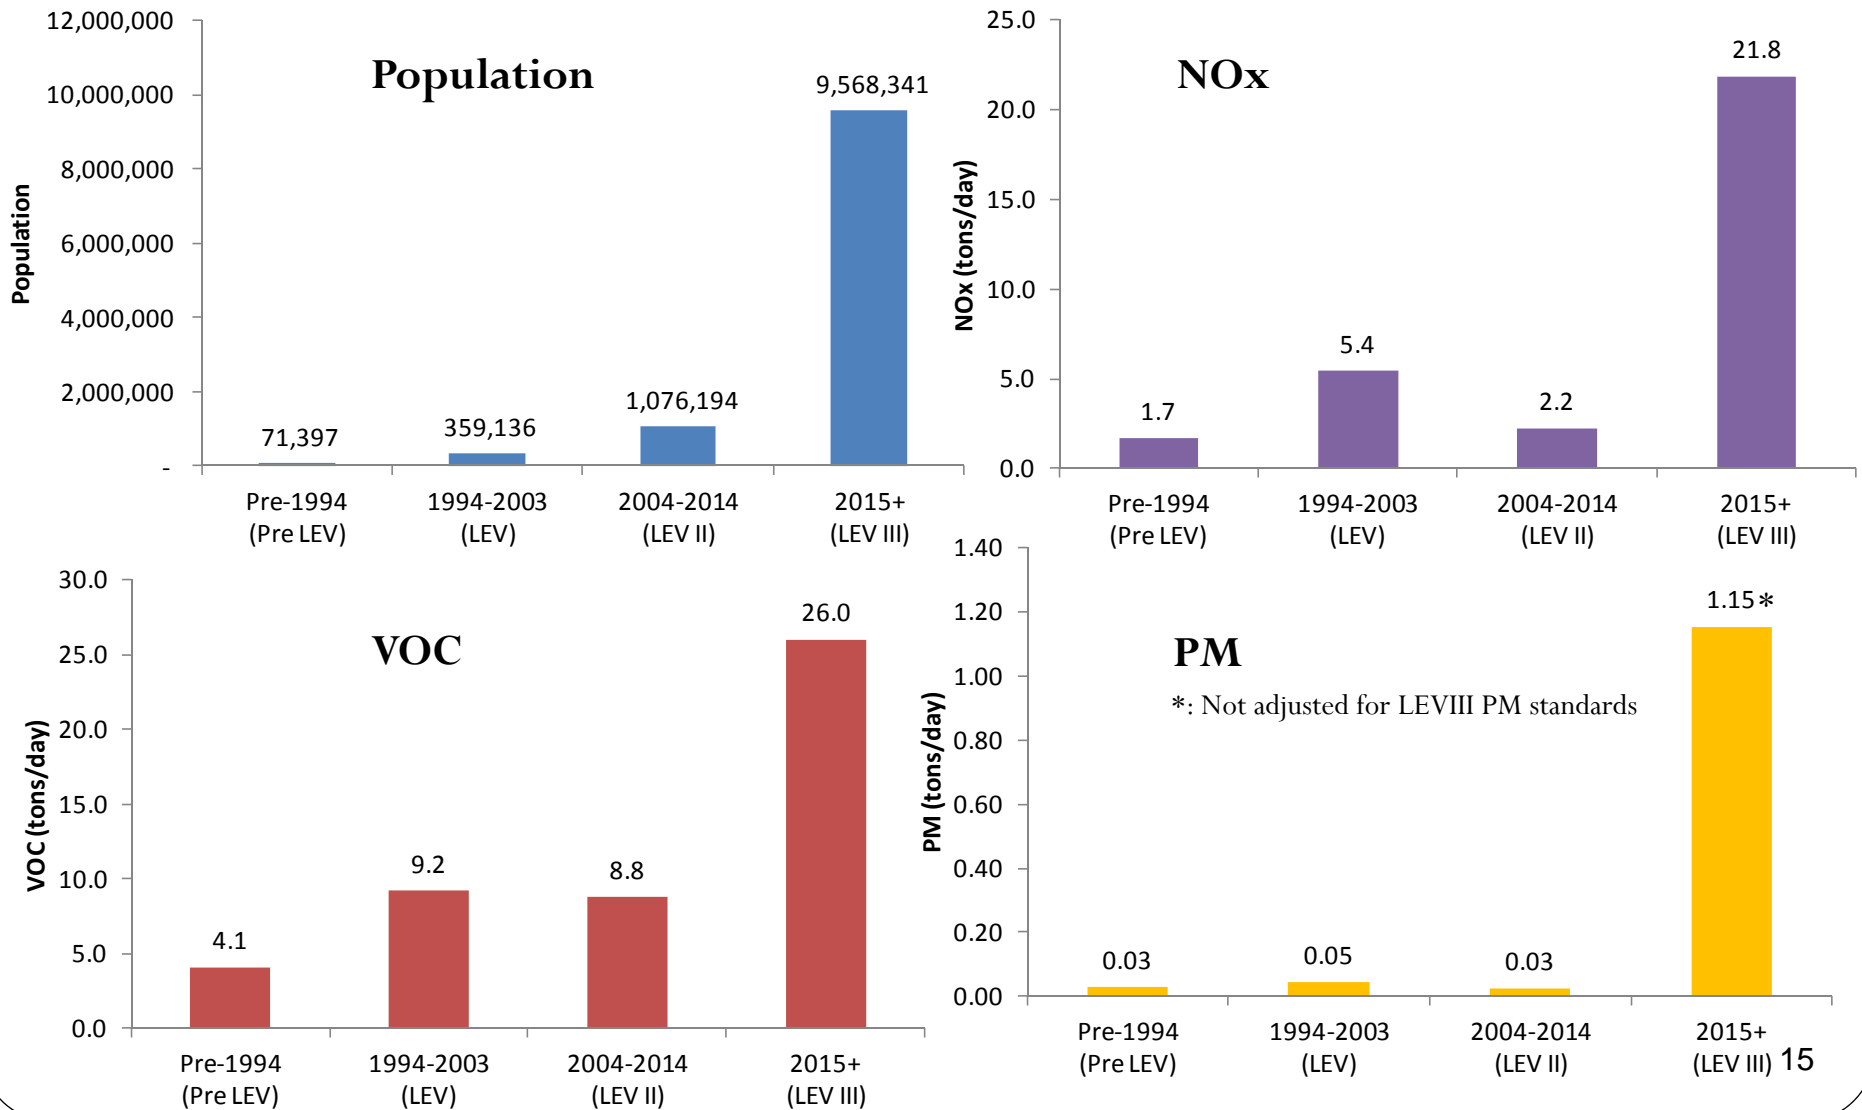 Population
12,000,000
10,000,000
8,000,000
6,000,000
4,000,000
2,000,000
-
Population
71,397
359,136
1,076,194
9,568,341
Pre-1994
(Pre LEV)
1994-2003
(LEV)
2004-2014
(LEV II)
2015+
(LEV III)
NOx
25.0
20.0
15.0
10.0
5.0
0.0
NOx (tons/day)
1.7
5.4
2.2
21.8
Pre-1994
(Pre LEV)
1994-2003
(LEV)
2004-2014
(LEV II)
2015+
(LEV III)
VOC
30.0
25.0
20.0
15.0
10.0
5.0
0.0
VOC (tons/day)
4.1
9.2
8.8
26.0
Pre-1994
(Pre LEV)
1994-2003
(LEV)
2004-2014
(LEV II)
2015+
(LEV III)
PM
*: Not adjusted for LEVIII PM standards
1.40
1.20
1.00
0.80
0.60
0.40
0.20
0.00
PM (tons/day)
0.03
0.05
0.03
1.15*
Pre-1994
(Pre LEV)
1994-2003
(LEV)
2004-2014
(LEV II)
2015+
(LEV III)
15